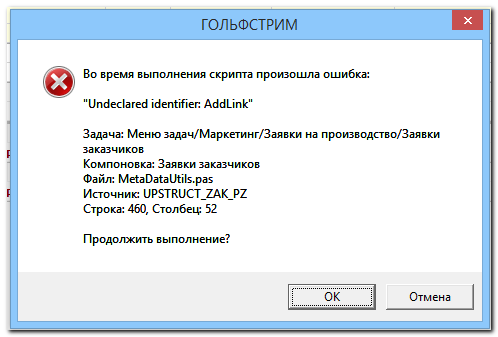 ГОЛЬФСТРИМ
Во время выполнения скрипта произошла ошибка:
"Undeclared identifier: AddLink"
Задача: Меню задач/Маркетинг/Заявки на производство/Заявки
заказчиков
Компоновка: Заявки заказчиков
Файл: MetaDataUtils.pas
Источник: UPSTRUCT_ZAK_PZ
Строка: 460, Столбец: 52
Продолжить выполнение?
OK
Отмена